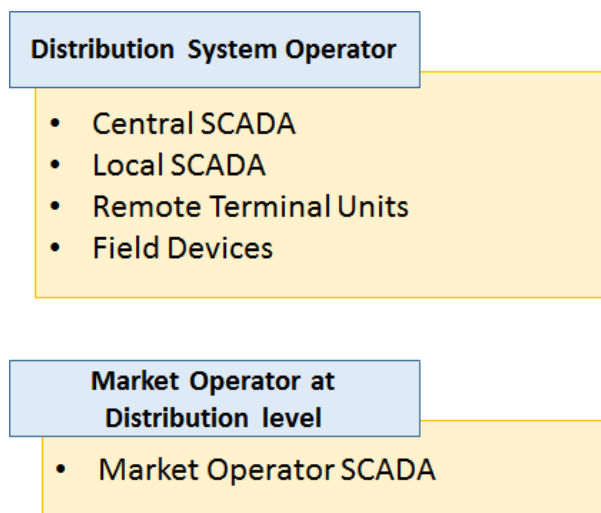 Distribution System Operator
• Central SCADA
• Local SCADA
• Remote Terminal Units
• Field Devices
Market Operator at
Distribution level
• Market Operator SCADA